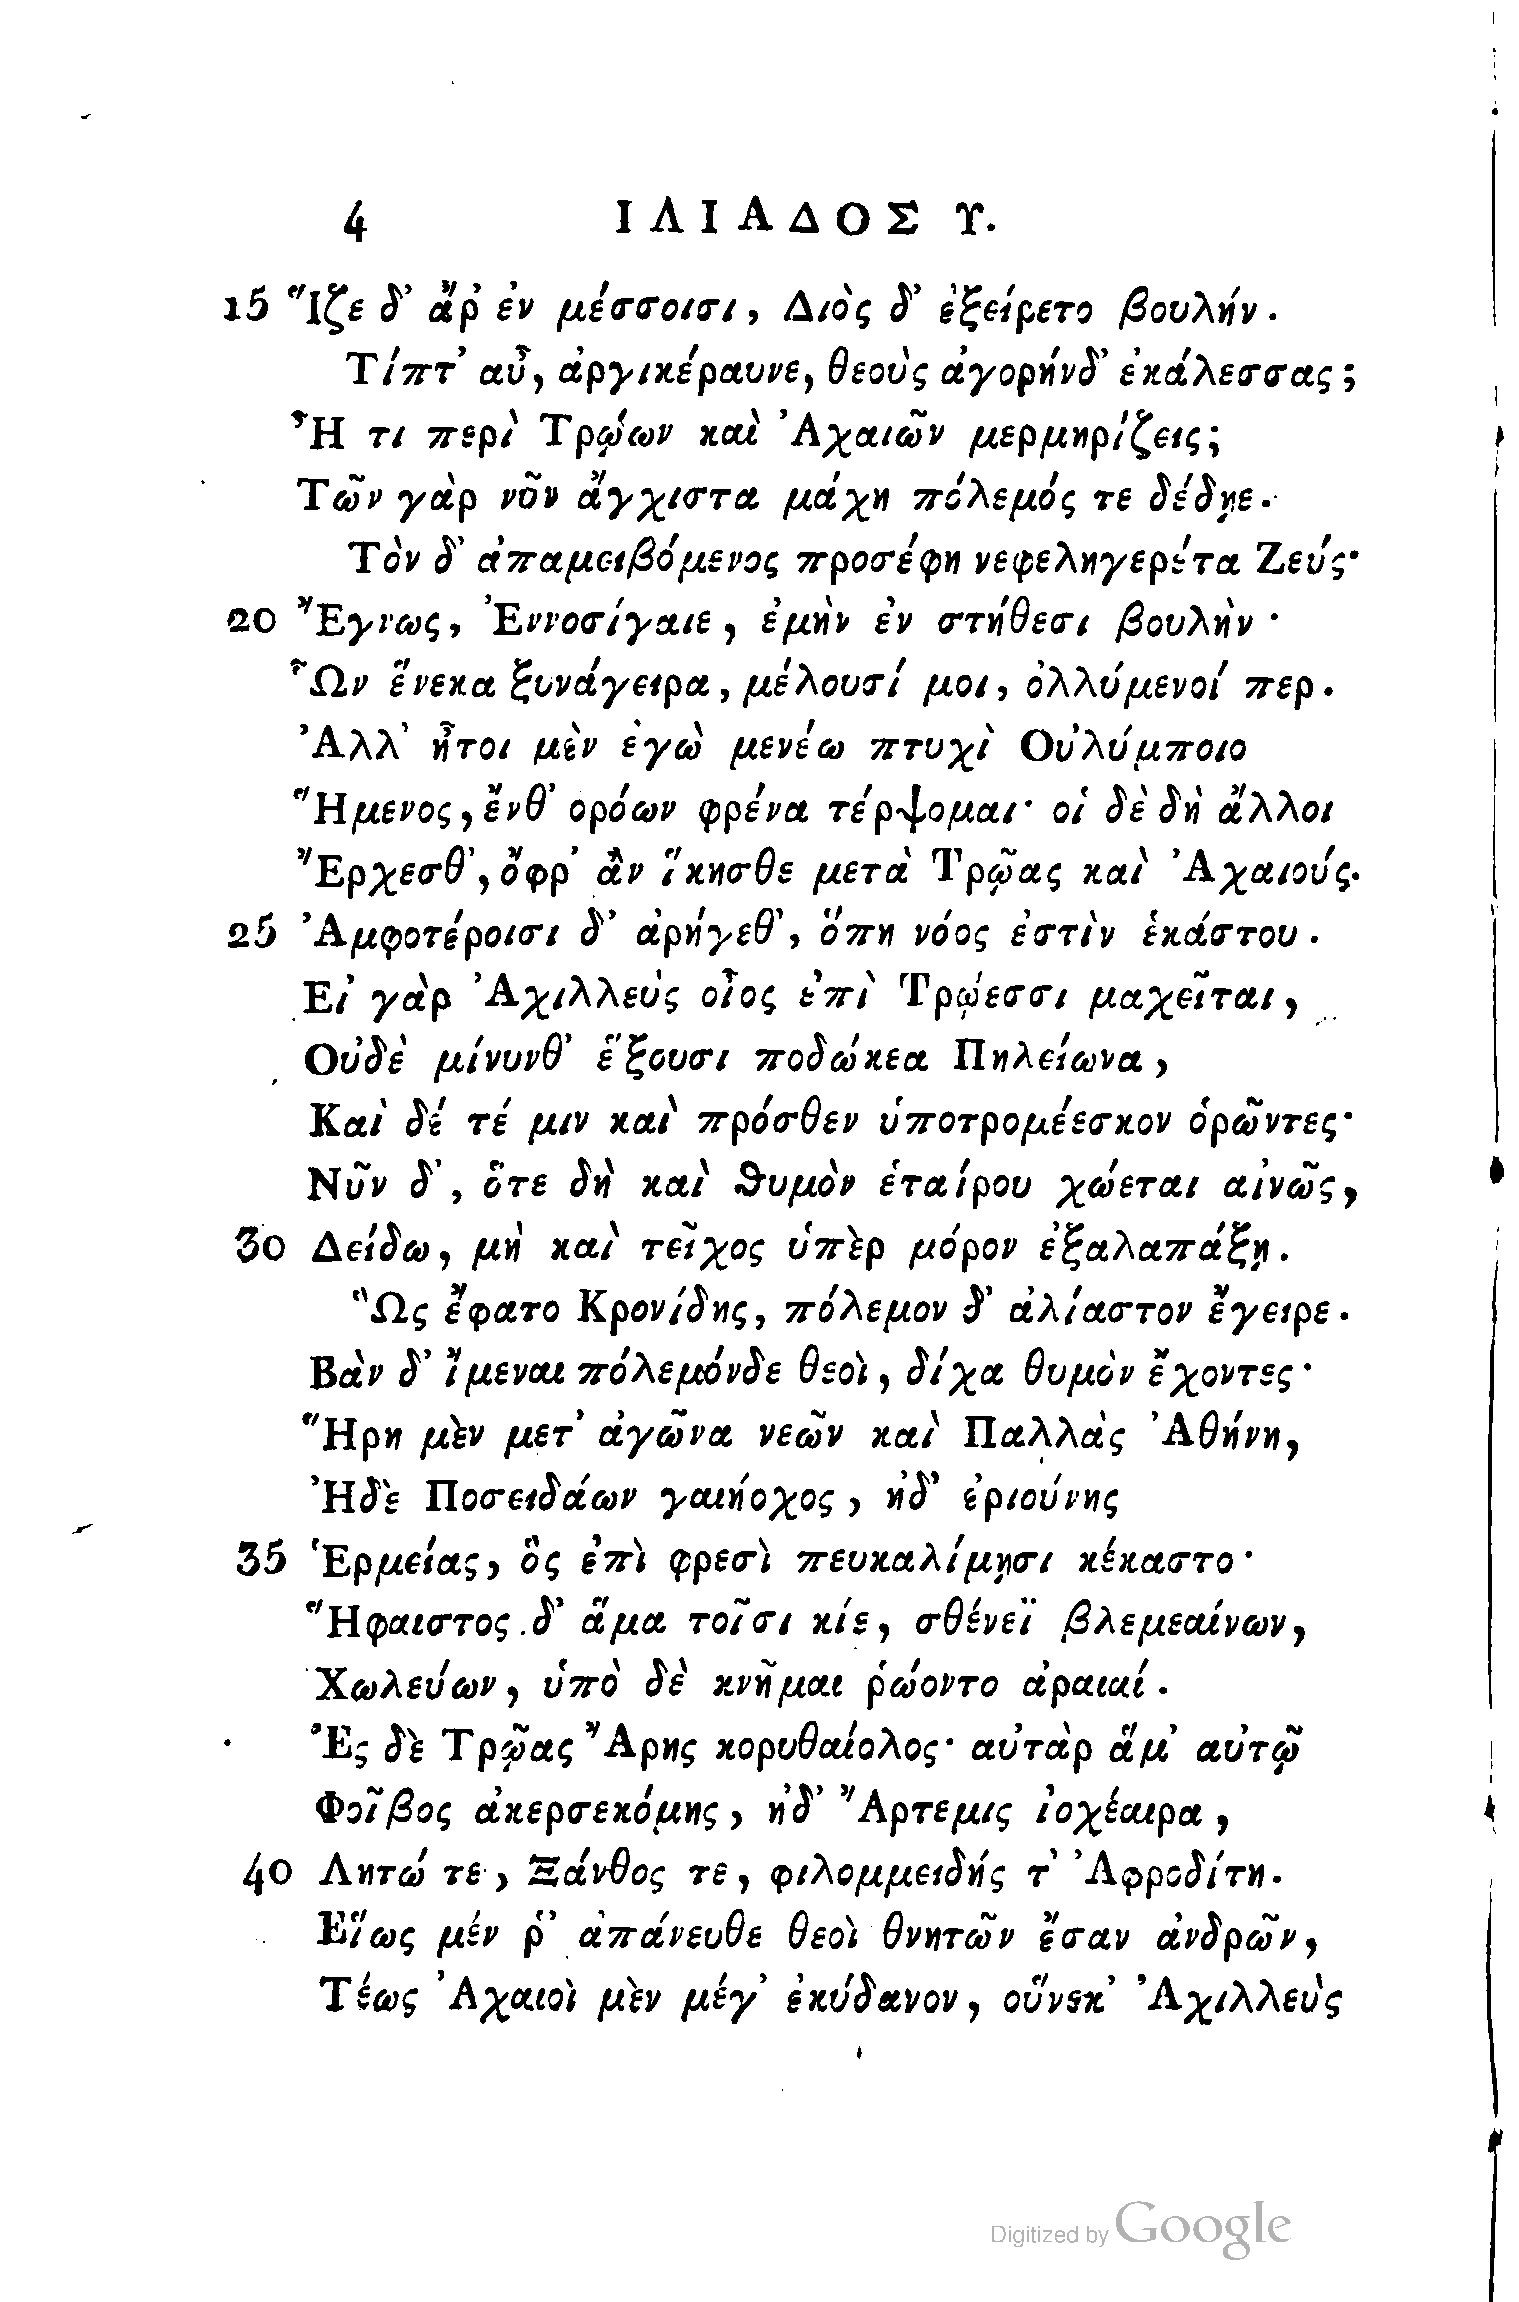 4 ΙΛΙΑΔΟΣ Υ.
15 Ἵζε δ’ ἄῤ ἐν μέσσοισι, Διὸς δ’ ἐξείρετο βουλήν.
Τίπτ’ αὖ, ἀργικέραυνε, θεοὺς ἀγορήνδ’ ἐκάλεσσας;
Ἦ τι περὶ Τρώων καὶ Ἀχαιῶν μερμηρίζεις;
Τῶν γὰρ νῦν ἄγχιστα μάχη πόλεμός τε δέδῃε.
Τὸν δ’ ἀπαμειβόμενος προσέφη νεφεληγερέτα Ζεύς·
20 Ἔγνως, Ἐννοσίγαιε, ἐμὴν ἐν στήθεσι βουλὴν·
Ὧν ἕνεκα ξυνάγειρα, μέλουσί μοι, ὀλλύμενοί περ.
Ἀλλ’ ἤτοι μὲν ἐγὼ μενέω πτυχὶ Οὐλύμποιο
Ἥμενος, ἔνθ’ ορόων φρένα τέρψομαι· οἱ δὲ δὴ ἄλλοι
Ἔρχεσθ’, ὄφρ’ ἂν ἵκησθε μετὰ Τρῶας καὶ Ἀχαιούς.
25 Ἀμφοτέροισι δ’ ἀρήγεθ’, ὅπη νόος ἐστὶν ἑκάστου.
Εἰ γὰρ Ἀχιλλεὺς οἶος ἐπὶ Τρώεσσι μαχεῖται,
Οὐδὲ μίνυνθ’ ἕξουσι ποδώκεα Πηλείωνα,
Καὶ δέ τέ μιν καὶ πρόσθεν ὑποτρομέεσκον ὁρῶντες·
Νῦν δ’, ὅτε δὴ καὶ ϑυμὸν ἑταίρου χώεται αἰνῶς,
30 Δείδω, μὴ καὶ τεῖχος ὑπὲρ μόρον ἐξαλαπάξῃ.
Ὣς ἔφατο Κρονίδης, πόλεμον δ’ ἀλίαστον ἔγειρε.
Βὰν δ’ ἴμεναι πόλεμόνδε θεοὶ, δίχα θυμὸν ἔχοντες·
Ἥρη μὲν μετ’ ἀγῶνα νεῶν καὶ Παλλὰς Ἀθήνη,
Ἠδὲ Ποσειδάων γαιήοχος, ἠδ’ ἐριούνης
35 Ἑρμείας, ὃς ἐπὶ φρεσὶ πευκαλίμῃσι κέκαστο·
Ἥφαιστος δ’ ἅμα τοῖσι κίε, σθένεϊ βλεμεαίνων,
Χωλεύων, ὑπὸ δὲ κνῆμαι ῥώοντο ἀραιαί.
Ἐς δὲ Τρῶας Ἄρης κορυθαίολος· αὐτὰρ ἅμ’ αὐτῷ
Φοῖβος ἀκερσεκόμης, ἠδ’ Ἄρτεμις ἰοχέαιρα,
40 Λητώ τε, Ξάνθος τε, φιλομμειδής τ’ Ἀφροδίτη.
Εἵως μέν ῥ’ ἀπάνευθε θεοὶ θνητῶν ἔσαν ἀνδρῶν,
Τέως Ἀχαιοὶ μὲν μέγ’ ἐκύδανον, οὕνεκ’ Ἀχιλλεὺς
Digitized by Google